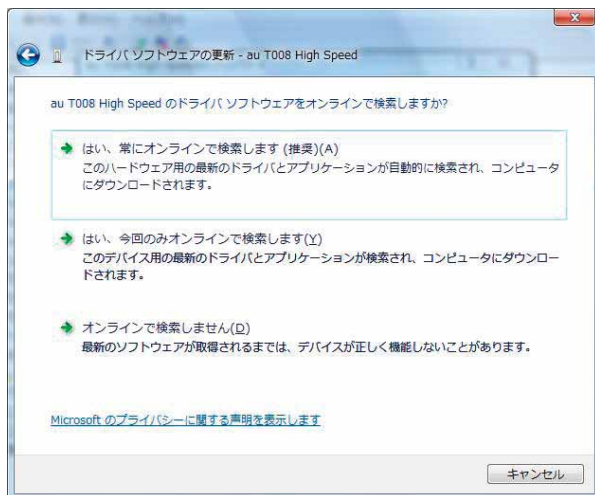 ドライバ ソフトウェアの更新 - au T008 High Speed
au T008 High Speed のドライバ ソフトウェアをオンラインで検索しますか?
はい、常にオンラインで検索します (推奨)(A)
このハードウェア用の最新のドライバとアプリケーションが自動的に検索され、コンピュータ
にダウンロードされます。
はい、今回のみオンラインで検索します(Y)
このデバイス用の最新のドライバとアプリケーションが検索され、コンピュータにダウンロー
ドされます。
オンラインで検索しません(D)
最新のソフトウェアが取得されるまでは、デバイスが正しく機能しないことがあります。
Microsoft のプライバシーに関する声明を表示します
キャンセル